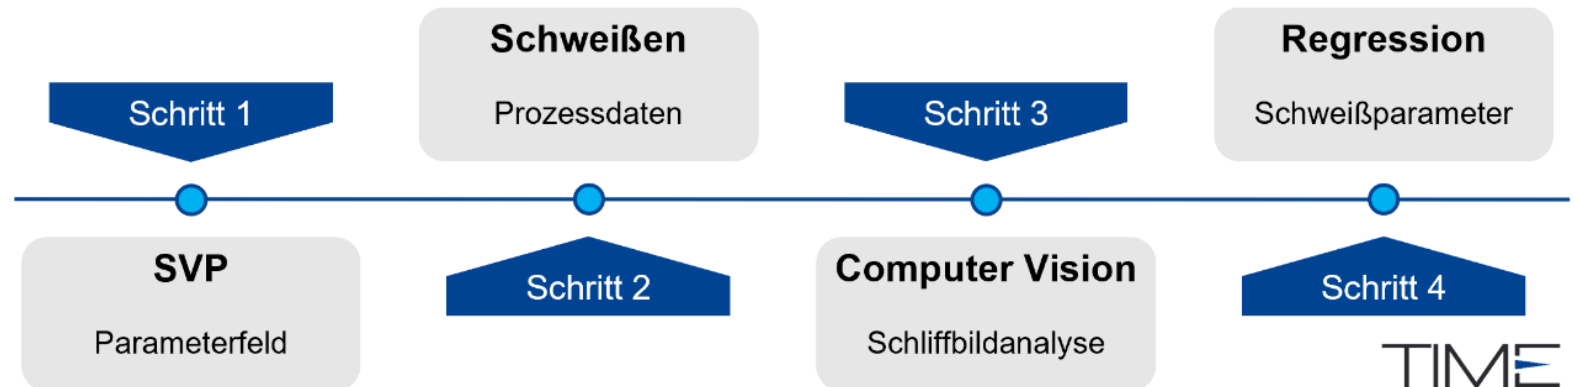 Schritt 1
SVP
Parameterfeld
Schweißen
Prozessdaten
Schritt 2
Schritt 3
Computer Vision
Schliffbildanalyse
Regression
Schweißparameter
Schritt 4
TIME